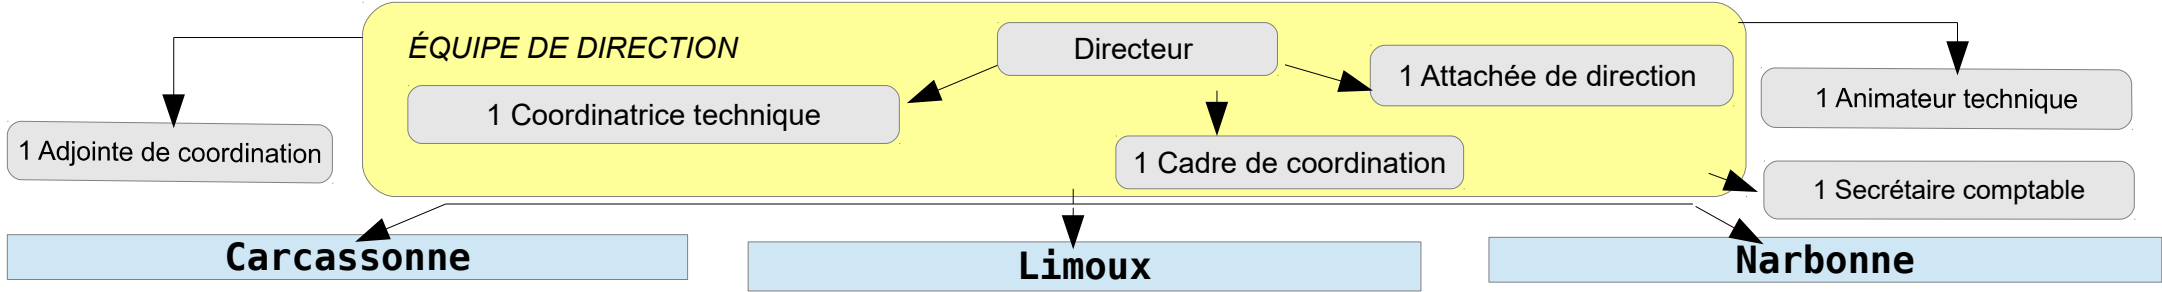 ÉQUIPE DE DIRECTION
Directeur
1 Attachée de direction
1 Coordinatrice technique
1 Animateur technique
1 Adjointe de coordination
1 Cadre de coordination
1 Secrétaire comptable
Carcassonne
Limoux
Narbonne